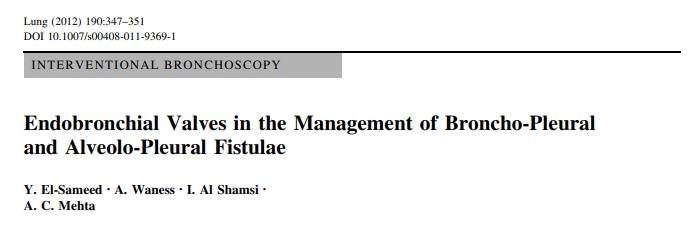 Lung (2012) 190:347–351
DOI 10.1007/s00408-011-9369-1
INTERVENTIONAL BRONCHOSCOPY
Endobronchial Valves in the Management of Broncho-Pleural
and Alveolo-Pleural Fistulae
Y. El-Sameed · A. Waness · I. Al Shamsi ·
A. C. Mehta